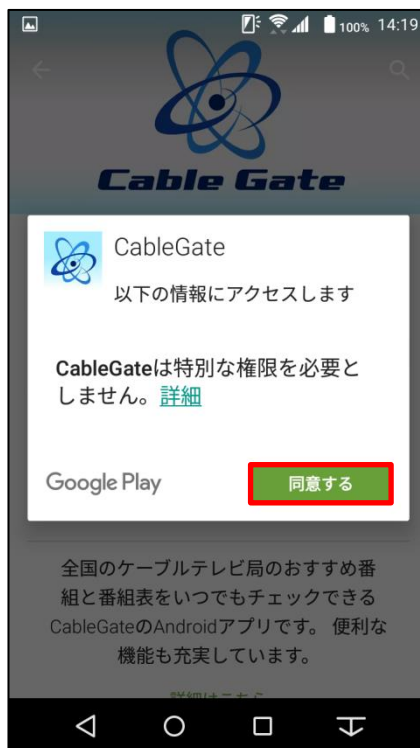 100% 14:19
Cable Gate
CableGate
以下の情報にアクセスします
CableGateは特別な権限を必要と
しません。詳細
Google Play
同意する
全国のケーブルテレビ局のおすすめ番
組と番組表をいつでもチェックできる
CableGateのAndroidアプリです。 便利な
機能も充実しています。
詳細はこちら